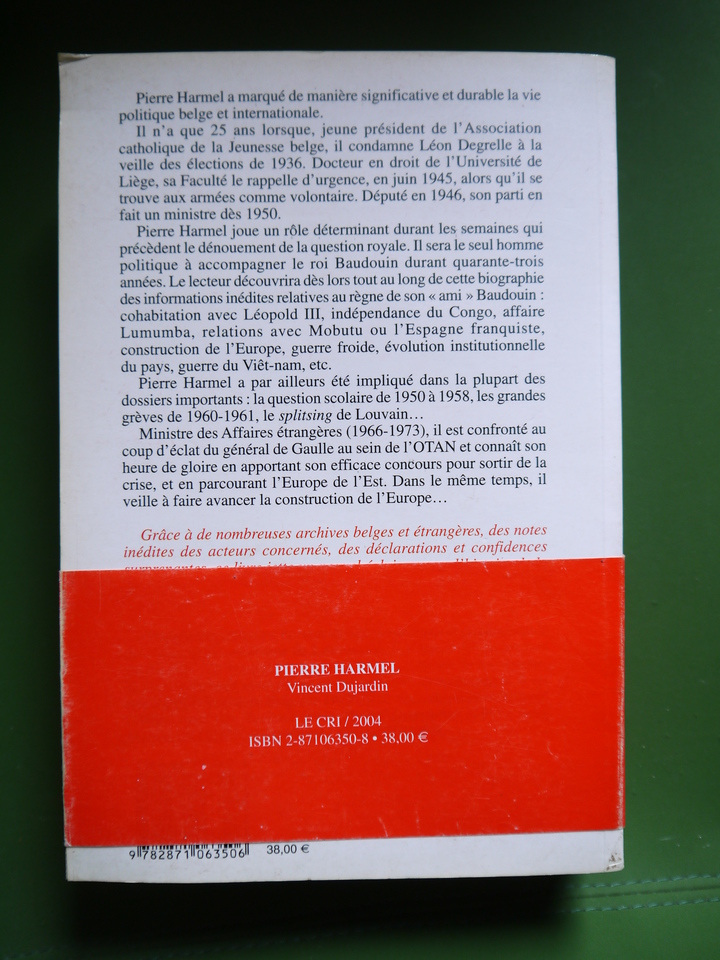 Pierre Harmel a marqué de manière significative et durable la vie
politique belge et internationale.
Il n'a que 25 ans lorsque, jeune président de l'Association
catholique de la Jeunesse belge, il condamne Léon Degrelle à la
veille des élections de 1936. Docteur en droit de l'Université de
Liège, sa Faculté le rappelle d'urgence, en juin 1945, alors qu'il se
trouve aux armées comme volontaire. Député en 1946, son parti en
fait un ministre dès 1950.
Pierre Harmel joue un rôle déterminant durant les semaines qui
précèdent le dénouement de la question royale. Il sera le seul homme
politique à accompagner le roi Baudouin durant quarante-trois
années. Le lecteur découvrira dès lors tout au long de cette biographie
des informations inédites relatives au règne de son « ami » Baudouin :
cohabitation avec Léopold III, indépendance du Congo, affaire
Lumumba, relations avec Mobutu ou l'Espagne franquiste,
construction de l'Europe, guerre froide, évolution institutionnelle
du pays, guerre du Viêt-nam, etc.
Pierre Harmel a par ailleurs été impliqué dans la plupart des
dossiers importants : la question scolaire de 1950 à 1958, les grandes
grèves de 1960-1961, le splitsing de Louvain…
Ministre des Affaires étrangères (1966-1973), il est confronté au
coup d'éclat du général de Gaulle au sein de l'OTAN et connaît son
heure de gloire en apportant son efficace concours pour sortir de la
crise, et en parcourant l'Europe de l'Est. Dans le même temps, il
veille à faire avancer la construction de l'Europe…
Grâce à de nombreuses archives belges et étrangères, des notes
inédites des acteurs concernés, des déclarations et confidences
PIERRE HARMEL
Vincent Dujardin
LE CRI / 2004
ISBN 2-87106350-8 • 38,00 €
9 782871 063506
38,00 €